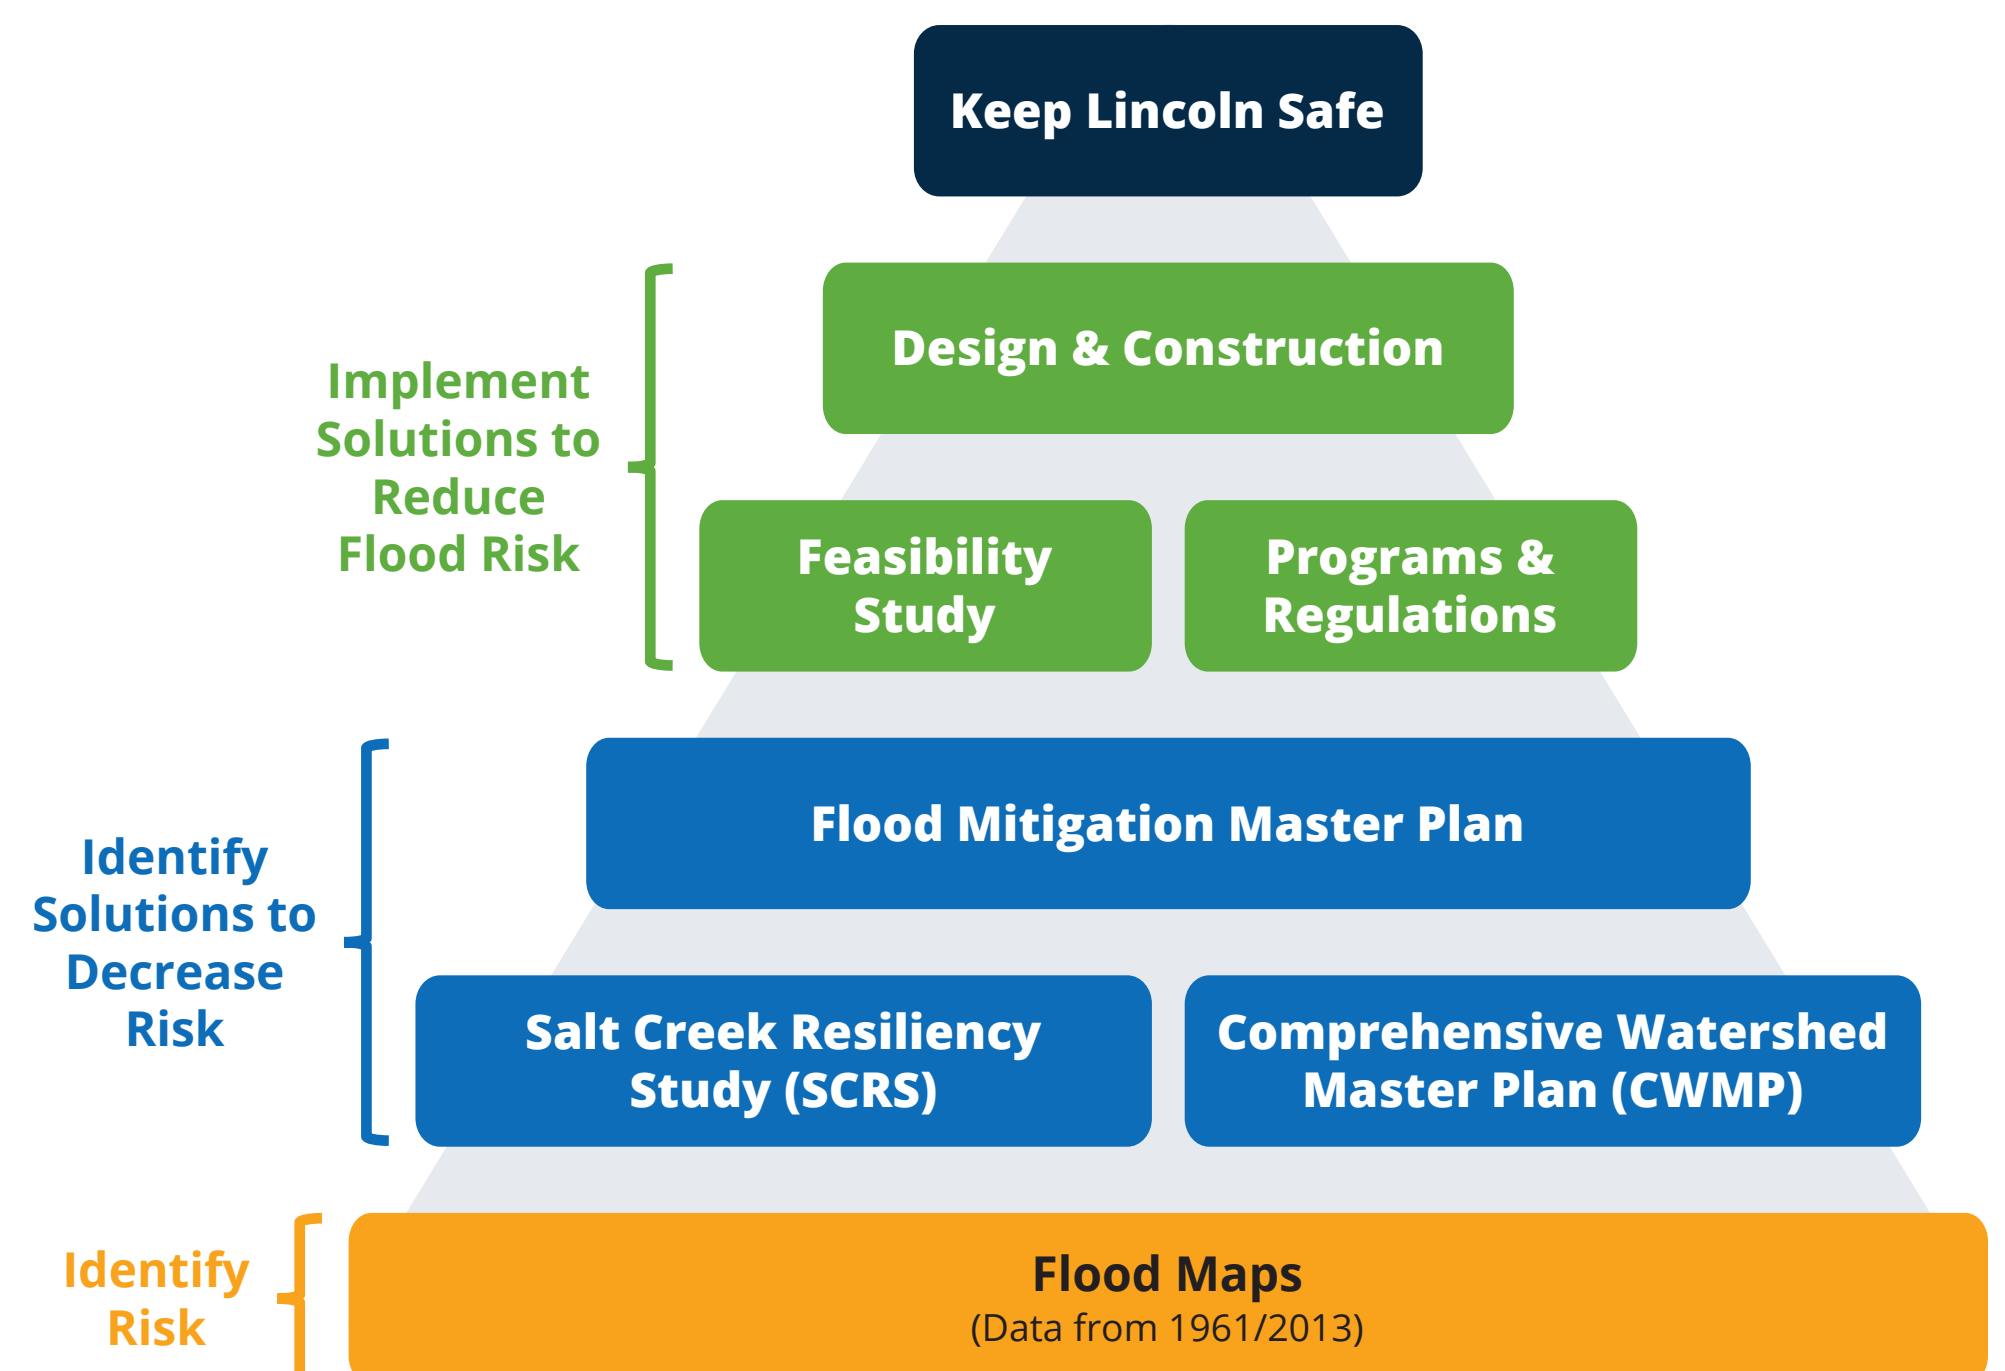 Keep Lincoln Safe
Implement
Solutions to
Reduce
Flood Risk
Design & Construction
Feasibility
Study
Programs &
Regulations
Identify
Solutions to
Decrease
Risk
Flood Mitigation Master Plan
Salt Creek Resiliency
Study (SCRS)
Comprehensive Watershed
Master Plan (CWMP)
Identify
Risk
Flood Maps
(Data from 1961/2013)